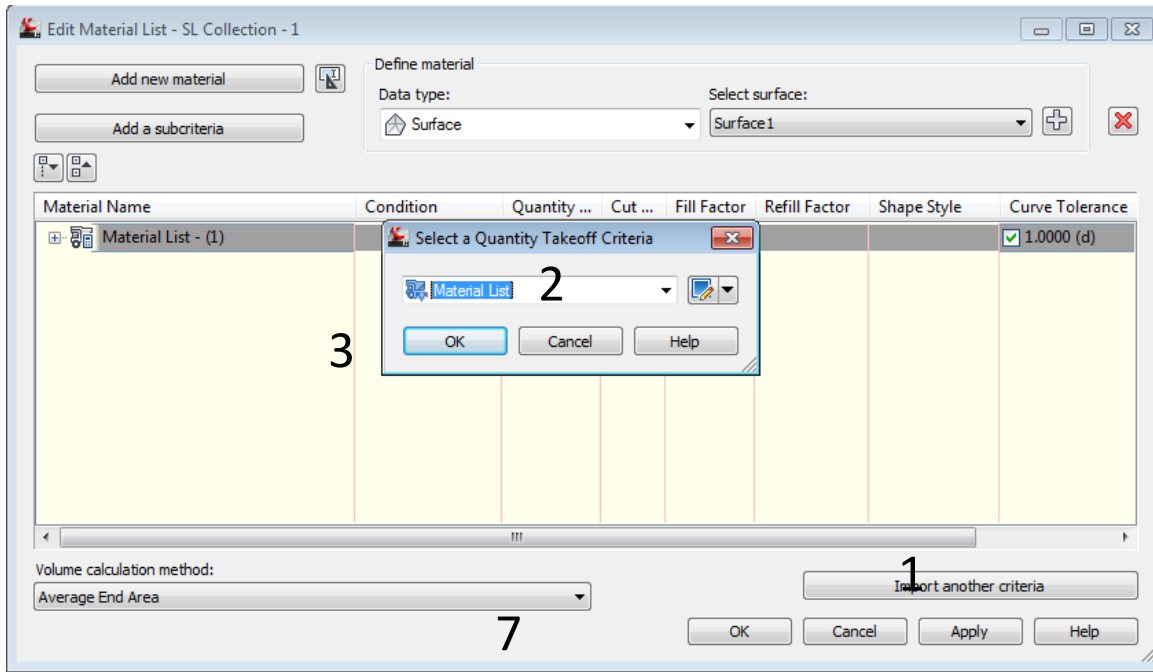 Edit Material List - SL Collection - 1
Add new material
Define material
Data type:
Select surface:
Surface
Surface1
Add a subcriteria
Material Name Condition Quantity ... Cut ... Fill Factor Refill Factor Shape Style Curve Tolerance
Material List - (1)
1.0000 (d)
Select a Quantity Takeoff Criteria
Material List
2
OK Cancel Help
3
Volume calculation method:
Average End Area
1
Import another criteria
7
OK Cancel Apply Help